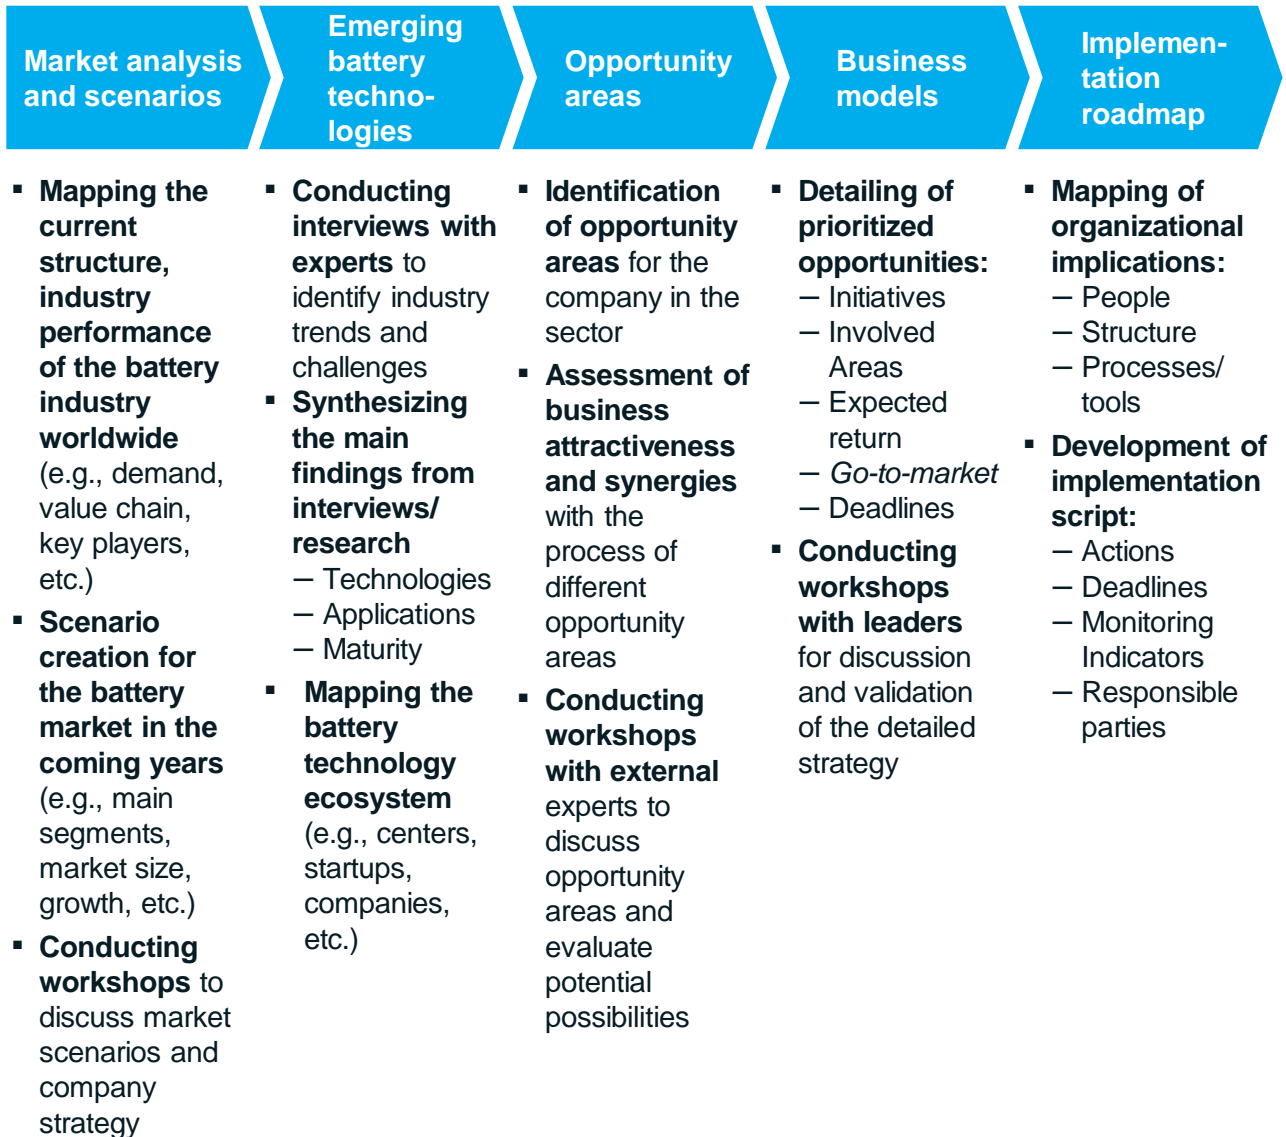 Market analysis
and scenarios
Emerging
battery
techno-
logies
Opportunity
areas
Business
models
Implemen-
tation
roadmap
▪ Mapping the
current
structure,
industry
performance
of the battery
industry
worldwide
(e.g., demand,
value chain,
key players,
etc.)
▪ Scenario
creation for
the battery
market in the
coming years
(e.g., main
segments,
market size,
growth, etc.)
▪ Conducting
workshops to
discuss market
scenarios and
company
strategy
▪ Conducting
interviews with
experts to
identify industry
trends and
challenges
▪ Synthesizing
the main
findings from
interviews/
research
– Technologies
– Applications
– Maturity
▪ Mapping the
battery
technology
ecosystem
(e.g., centers,
startups,
companies,
etc.)
▪ Identification
of opportunity
areas for the
company in the
sector
▪ Assessment of
business
attractiveness
and synergies
with the
process of
different
opportunity
areas
▪ Conducting
workshops
with external
experts to
discuss
opportunity
areas and
evaluate
potential
possibilities
▪ Detailing of
prioritized
opportunities:
– Initiatives
– Involved
Areas
– Expected
return
– Go-to-market
– Deadlines
▪ Conducting
workshops
with leaders
for discussion
and validation
of the detailed
strategy
▪ Mapping of
organizational
implications:
– People
– Structure
– Processes/
tools
▪ Development of
implementation
script:
– Actions
– Deadlines
– Monitoring
Indicators
– Responsible
parties